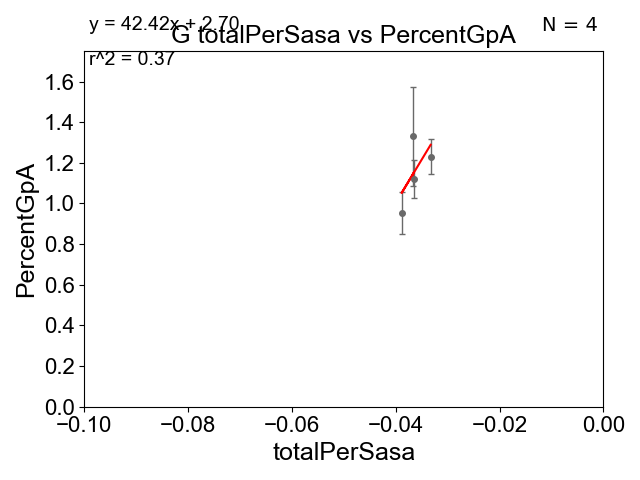 y = 42.42x + 2.70
N = 4
G totalPerSasa vs PercentGpA
r^2 = 0.37
PercentGpA
1.6
1.4
1.2
1.0
0.8
0.6
0.4
0.2
0.0
−0.10 −0.08 −0.06 −0.04 −0.02 0.00
totalPerSasa